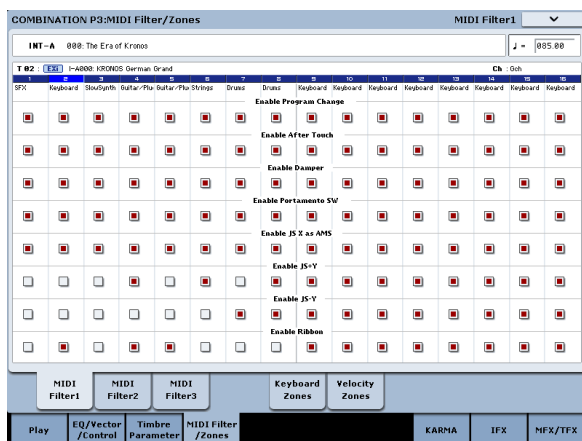 COMBINATION P3:MIDI Filter/Zones MIDI Filter1
INT-A 000: The Era of Kronos ♩= 085.00
T 02 : EXi I-A000: KRONOS German Grand Ch :Gch
1 2 3 4 5 6 7 8 9 10 11 12 13 14 15 16
SFX Keyboard SlowSynth Guitar/Plu Guitar/Plu Strings Drums Drums Keyboard Keyboard Keyboard Keyboard Keyboard Keyboard Keyboard Keyboard
Enable Program Change
Enable After Touch
Enable Damper
Enable Portamento SW
Enable JS X as AMS
Enable JS+Y
Enable JS-Y
Enable Ribbon
MIDI Filter1 MIDI Filter2 MIDI Filter3 Keyboard Zones Velocity Zones
Play EQ/Vector /Control Timbre Parameter MIDI Filter /Zones KARMA IFX MFX/TFX